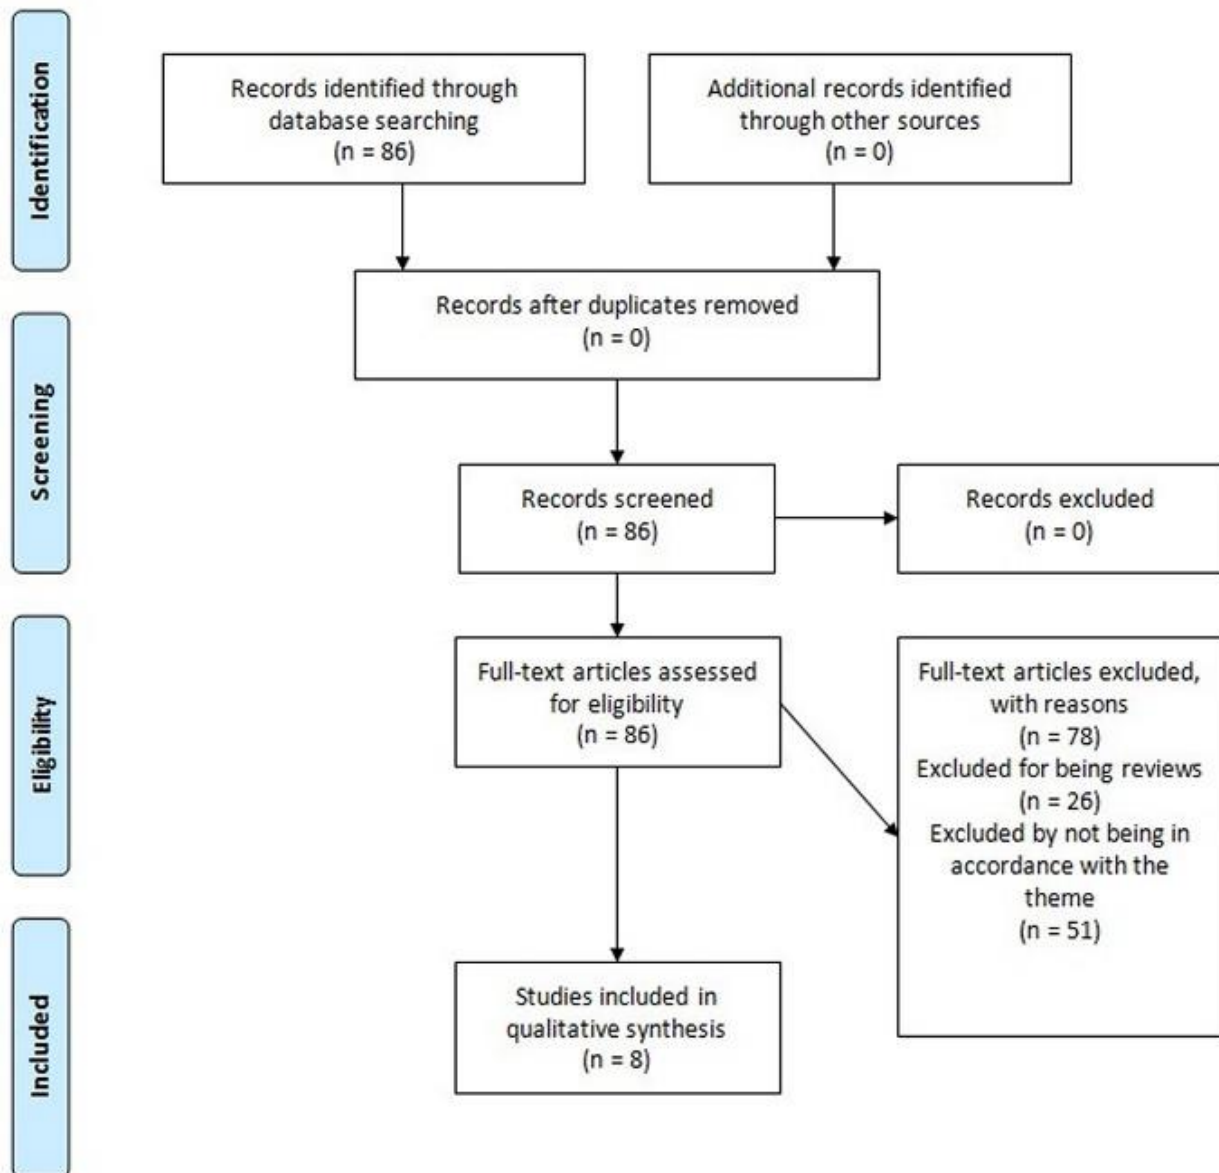 Identification
Records identified through
database searching
(n = 86)
Additional records identified
through other sources
(n = 0)
Records after duplicates removed
(n = 0)
Screening
Records screened
(n = 86)
Records excluded
(n = 0)
Eligibility
Full-text articles assessed
for eligibility
(n = 86)
Full-text articles excluded,
with reasons
(n = 78)
Excluded for being reviews
(n = 26)
Excluded by not being in
accordance with the
theme
(n = 51)
Included
Studies included in
qualitative synthesis
(n = 8)